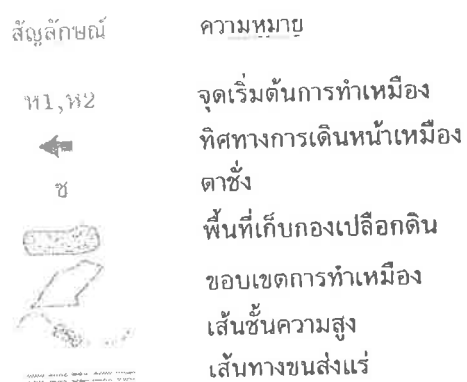 สัญลักษณ์ ความหมาย
ห1,ห2 จุดเริ่มต้นการทำเหมือง
ทิศทางการเดินหน้าเหมือง
ช ตาชั่ง
พื้นที่เก็บกองเปลือกดิน
ขอบเขตการทำเหมือง
เส้นชั้นความสูง
เส้นทางขนส่งแร่